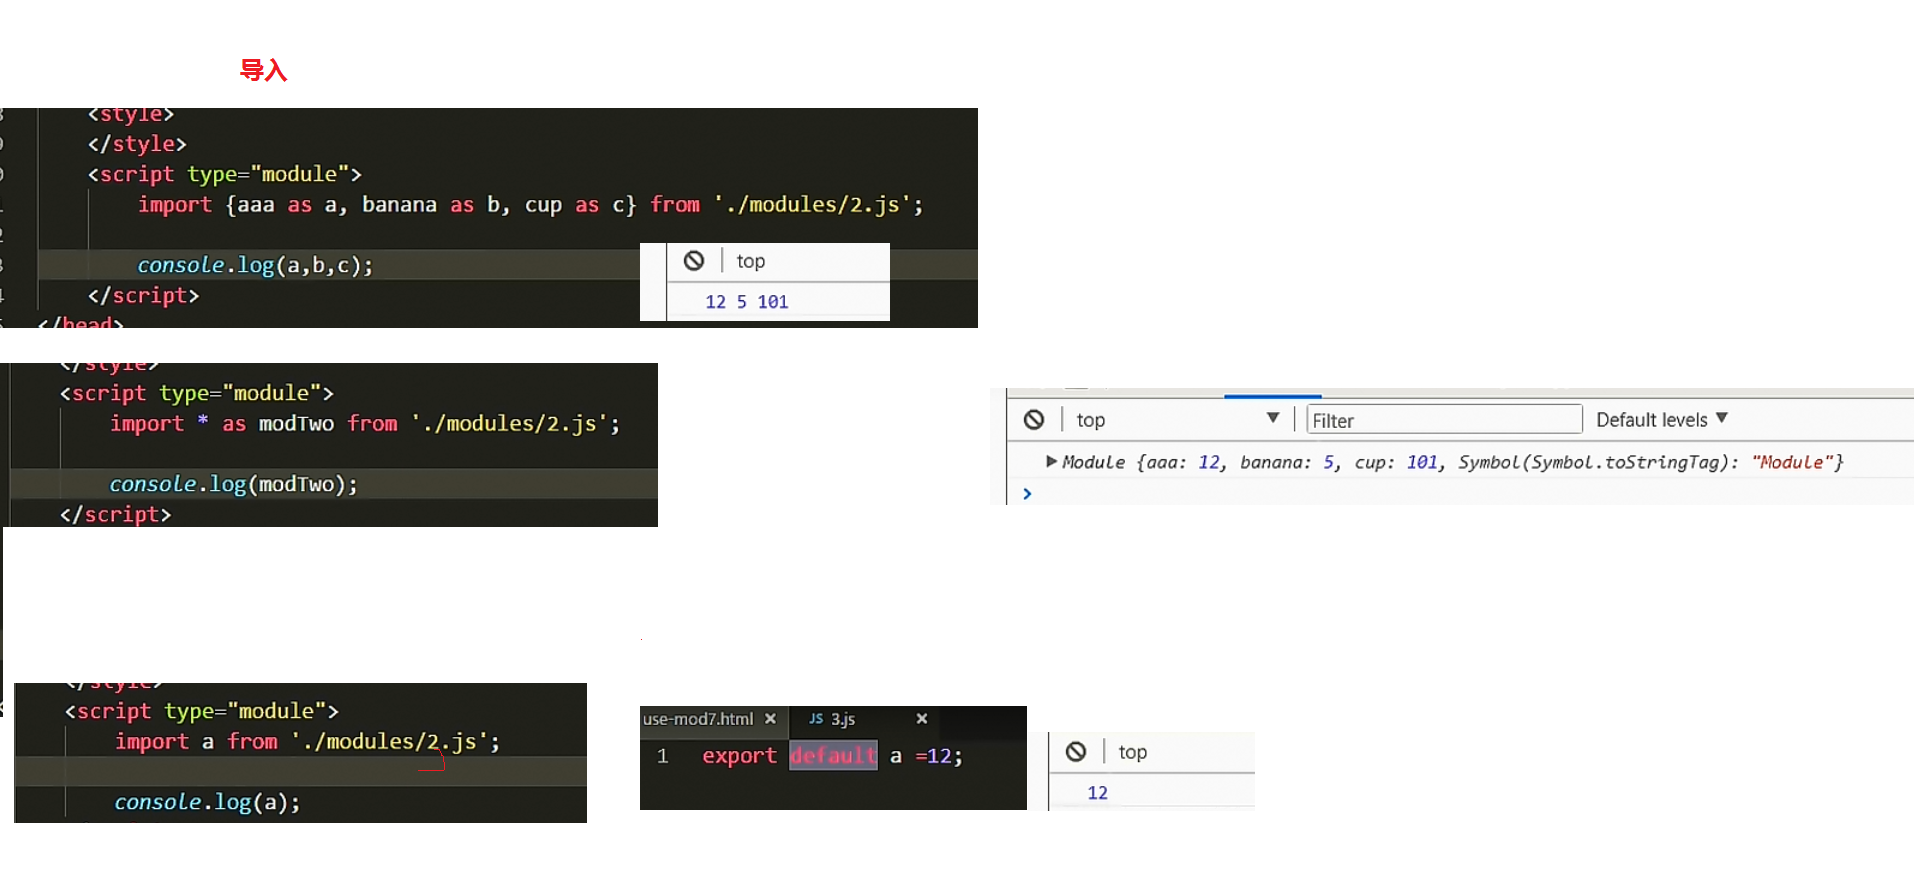 导入
<style>
</style>
<script type="module">
import {aaa as a, banana as b, cup as c} from './modules/2.js';
console.log(a,b,c);
</script>
</head>
top
12 5 101
</style>
<script type="module">
import * as modTwo from './modules/2.js';
console.log(modTwo);
</script>
top
Filter
Default levels
Module {aaa: 12, banana: 5, cup: 101, Symbol(Symbol.toStringTag): "Module"}
</style>
<script type="module">
import a from './modules/2.js';
console.log(a);
use-mod7.html
JS 3.js
1 export default a =12;
top
12